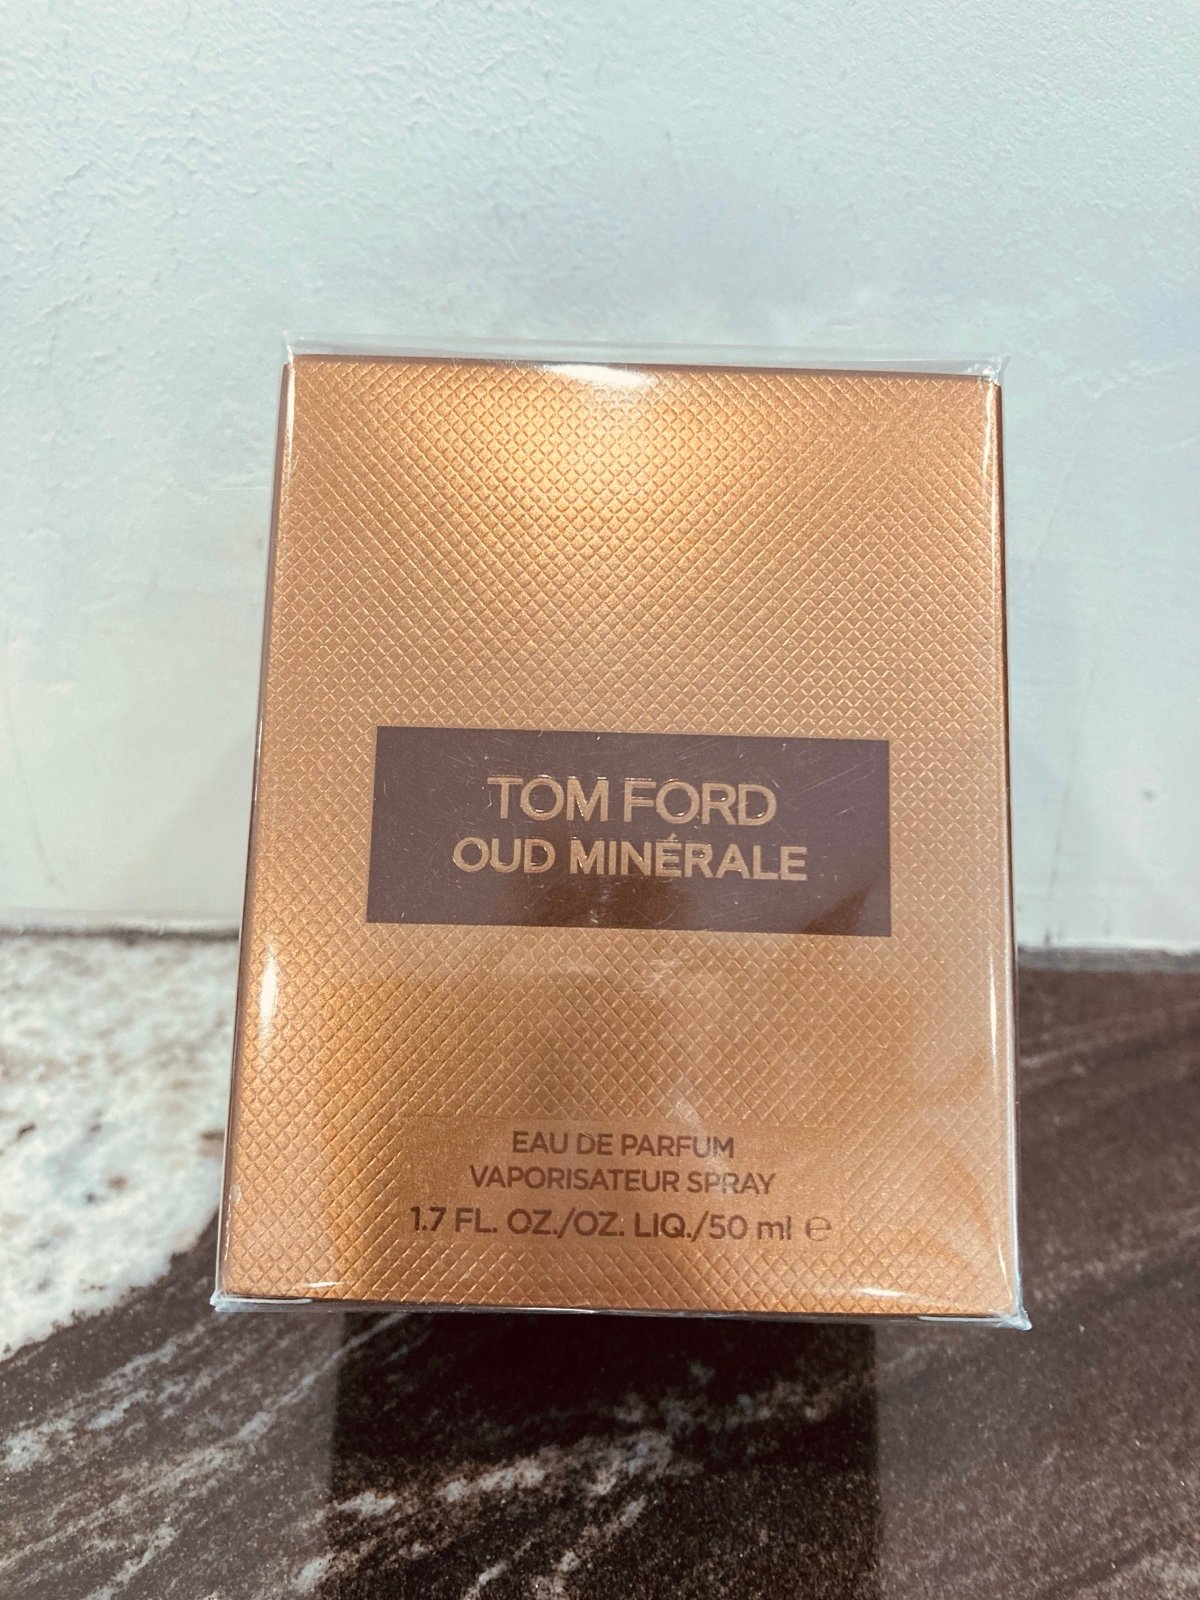 TOM FORD
OUD MINÉRALE
EAU DE PARFUM
VAPORISATEUR SPRAY
1.7 FL. OZ./OZ. LIQ./50 ml ℮